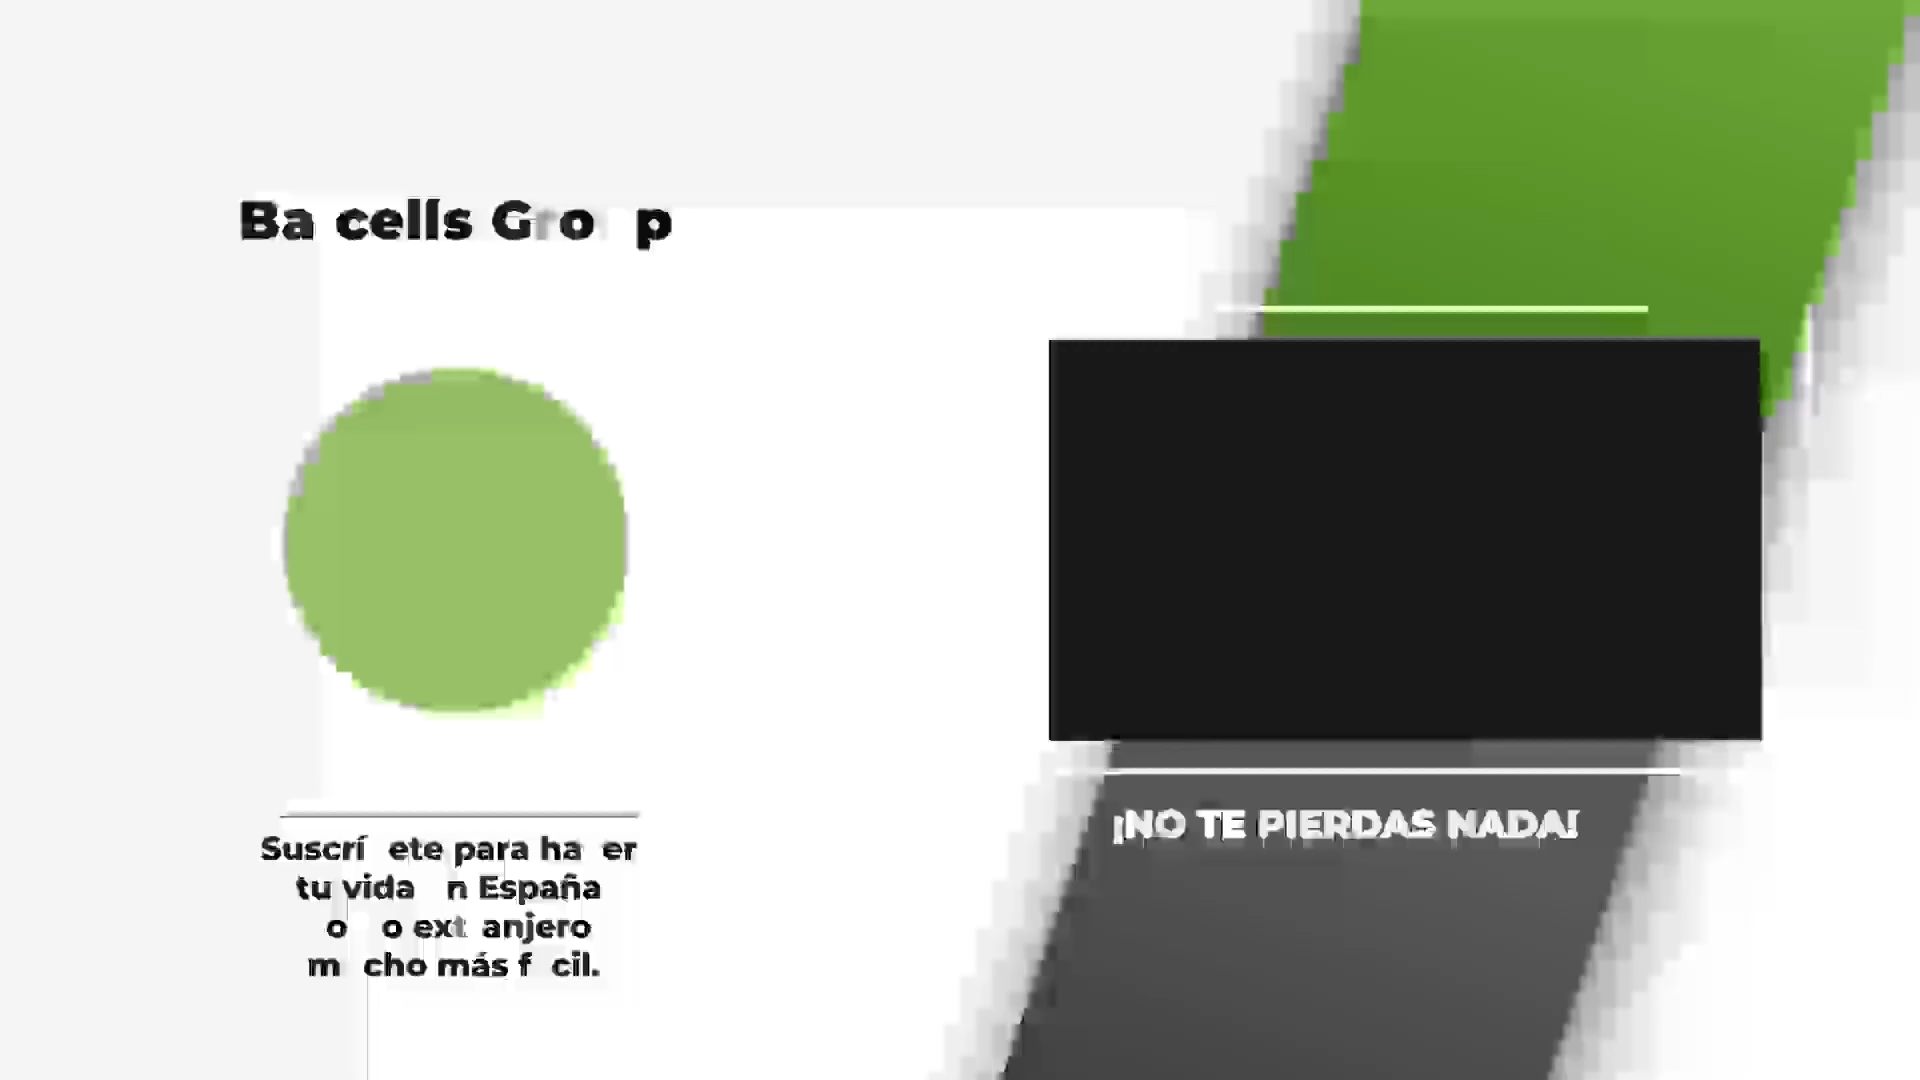 Ba cells Gro p
Suscrí ete para ha er
tu vida n España
o o ext anjero
m cho más f cil.
¡NO TE PIERDAS NADA!